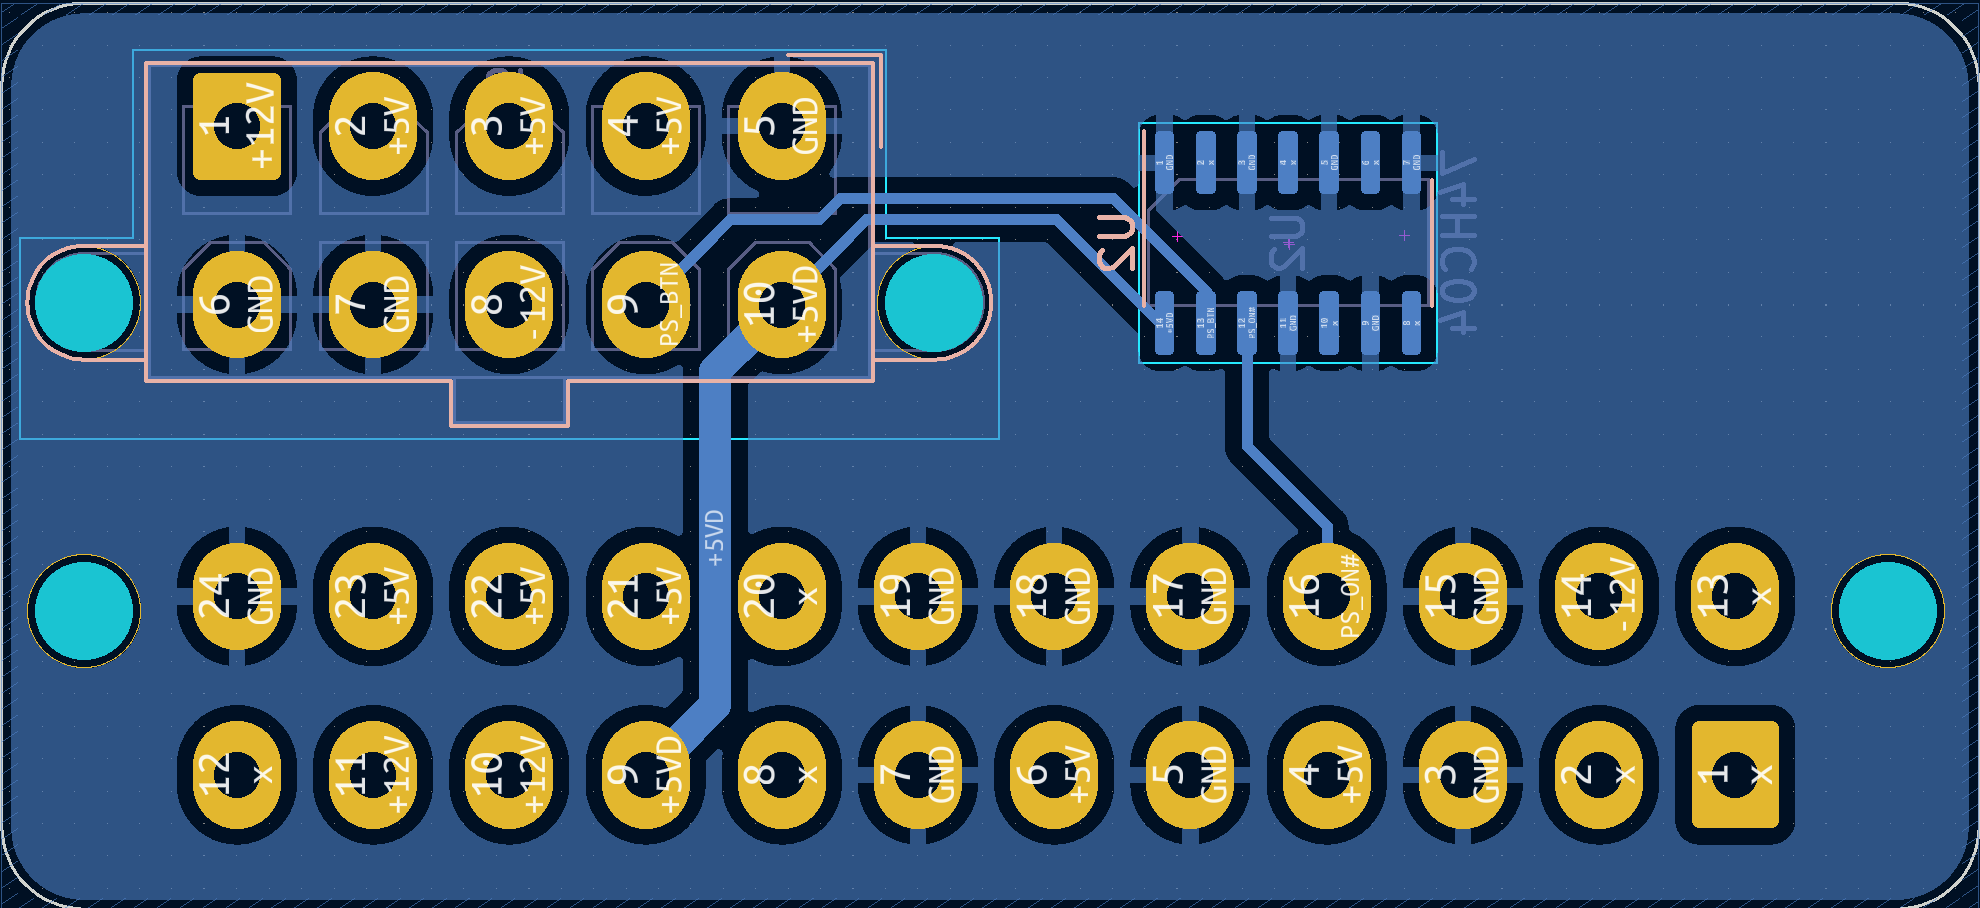 1 +12V
2 +5V
3 +5V
4 +5V
5 GND
6 GND
7 GND
8 -12V
9 PS_BTN
10 +5VD
1 GND
2 x
3 GND
4 x
5 GND
6 x
7 GND
U2
U2
74HC04
14 +5VD
13 PS_BTN
12 PS_ON#
11 GND
10 x
9 GND
8 x
+5VD
24 GND
23 +5V
22 +5V
21 +5V
20 x
19 GND
18 GND
17 GND
16 PS_ON#
15 GND
14 -12V
13 x
12 x
11 +12V
10 +12V
9 +5VD
8 x
7 GND
6 +5V
5 GND
4 +5V
3 GND
2 x
1 x